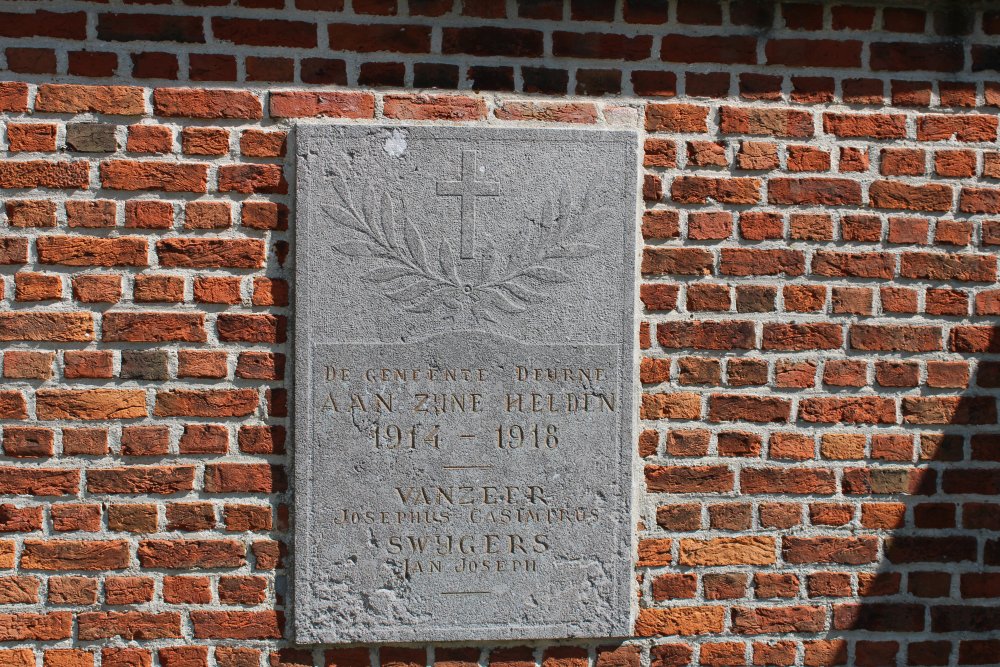 De gemeente Deurne
AAN ZIJNE HELDEN
1914 – 1918
VANZEER
Josephus Casimirus
SWIJGERS
Jan Joseph